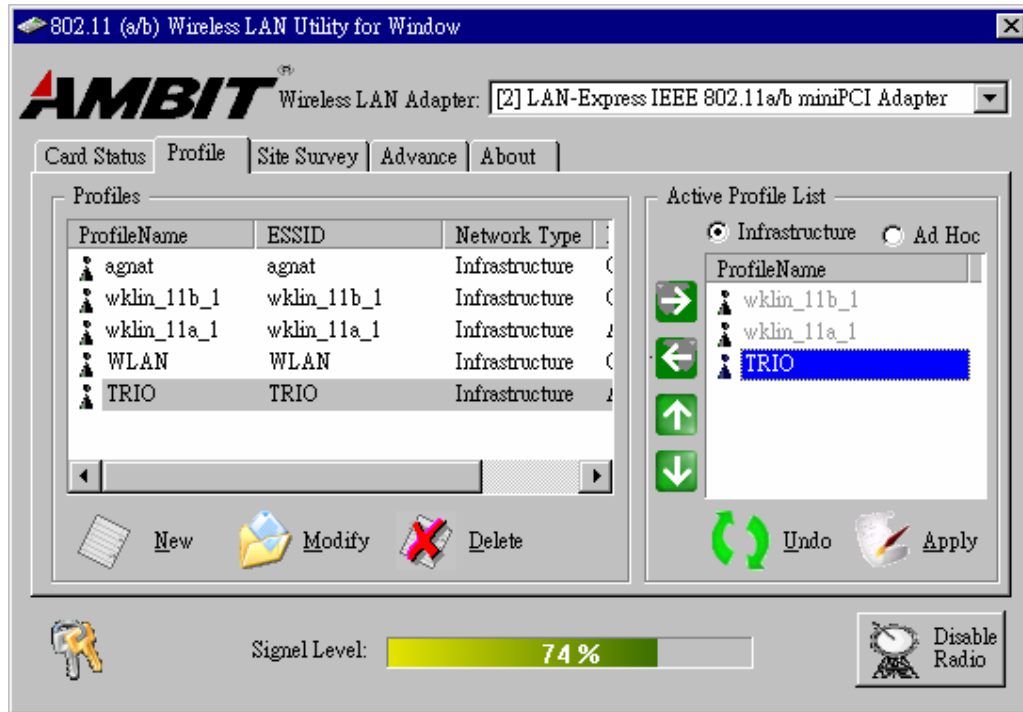 802.11 (a/b) Wireless LAN Utility for Window
AMBIT ®
Wireless LAN Adapter: [2] LAN-Express IEEE 802.11a/b miniPCI Adapter
Card Status Profile Site Survey Advance About
Profiles
ProfileName ESSID Network Type
agnat agnat Infrastructure
wklin_11b_1 wklin_11b_1 Infrastructure
wklin_11a_1 wklin_11a_1 Infrastructure
WLAN WLAN Infrastructure
TRIO TRIO Infrastructure
New Modify Delete
Active Profile List
Infrastructure Ad Hoc
ProfileName
wklin_11b_1
wklin_11a_1
TRIO
Undo Apply
Signel Level: 74 %
Disable
Radio